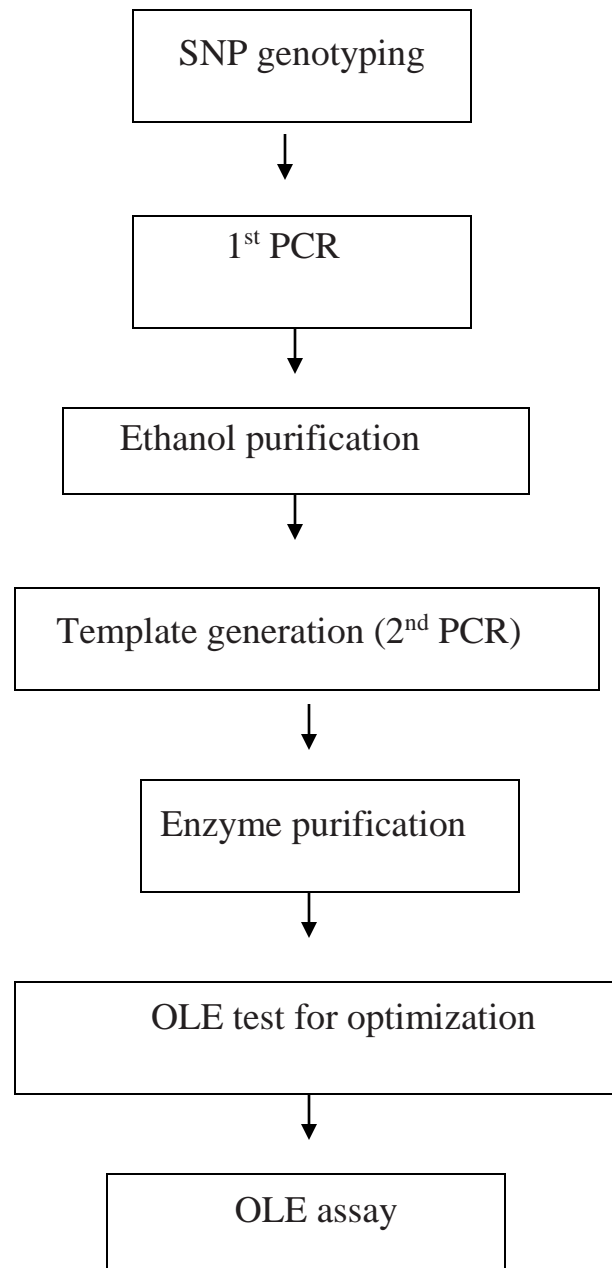 SNP genotyping
1st PCR
Ethanol purification
Template generation (2nd PCR)
Enzyme purification
OLE test for optimization
OLE assay